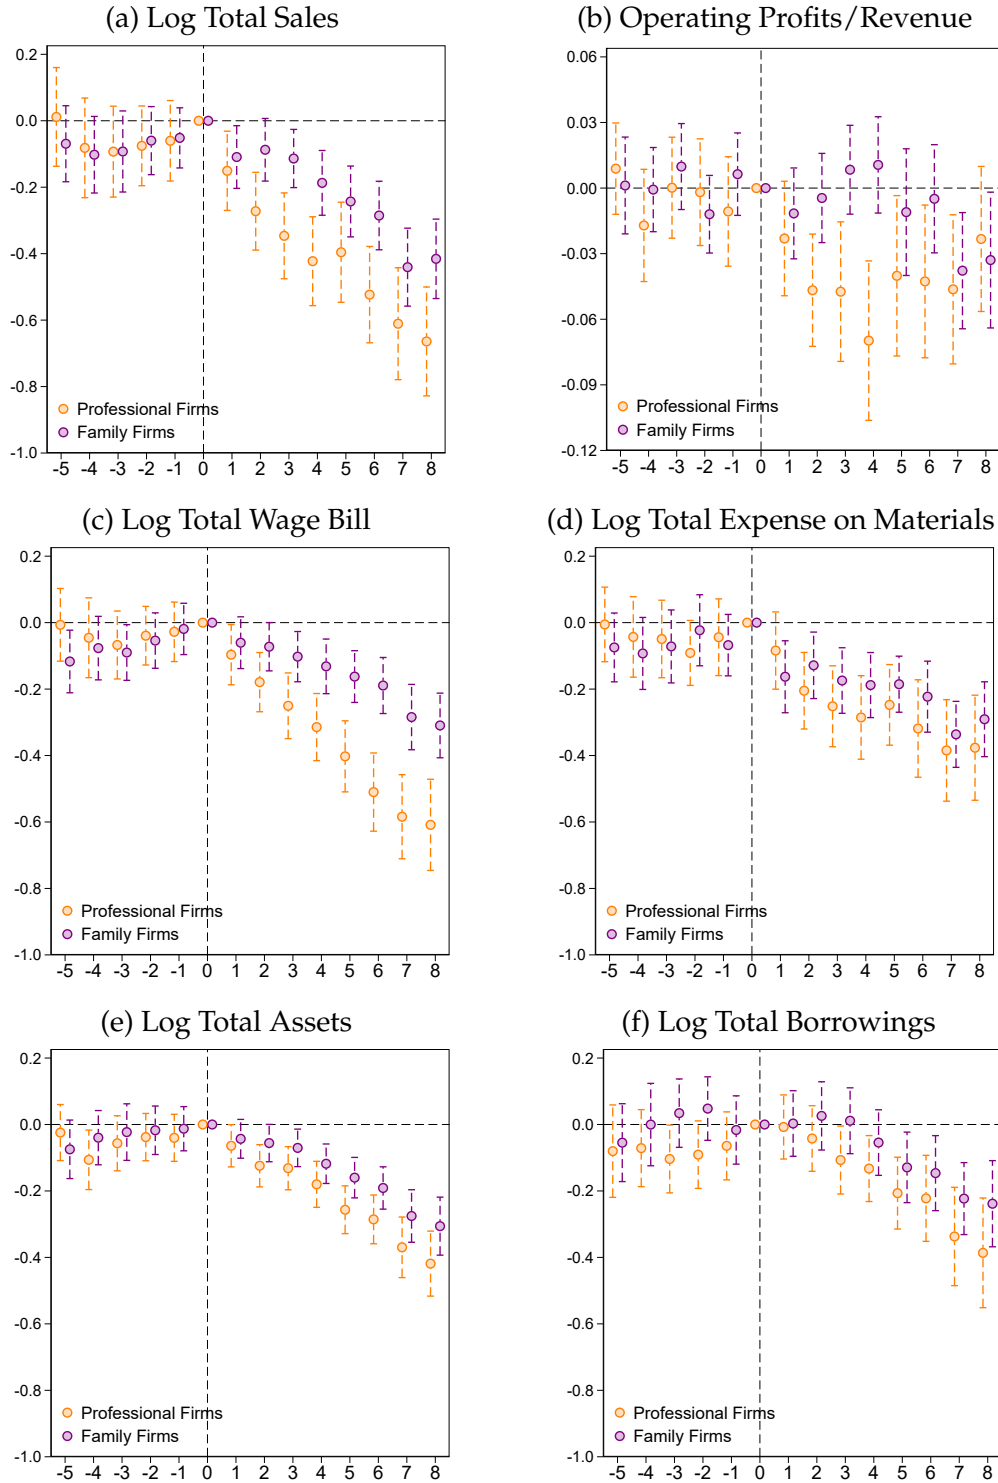 (a) Log Total Sales
0.2
0.0
-0.2
-0.4
-0.6
-0.8
-1.0
Professional Firms
Family Firms
-5 -4 -3 -2 -1 0 1 2 3 4 5 6 7 8
(b) Operating Profits/Revenue
0.06
0.03
0.00
-0.03
-0.06
-0.09
-0.12
Professional Firms
Family Firms
-5 -4 -3 -2 -1 0 1 2 3 4 5 6 7 8
(c) Log Total Wage Bill
0.2
0.0
-0.2
-0.4
-0.6
-0.8
-1.0
Professional Firms
Family Firms
-5 -4 -3 -2 -1 0 1 2 3 4 5 6 7 8
(d) Log Total Expense on Materials
0.2
0.0
-0.2
-0.4
-0.6
-0.8
-1.0
Professional Firms
Family Firms
-5 -4 -3 -2 -1 0 1 2 3 4 5 6 7 8
(e) Log Total Assets
0.2
0.0
-0.2
-0.4
-0.6
-0.8
-1.0
Professional Firms
Family Firms
-5 -4 -3 -2 -1 0 1 2 3 4 5 6 7 8
(f) Log Total Borrowings
0.2
0.0
-0.2
-0.4
-0.6
-0.8
-1.0
Professional Firms
Family Firms
-5 -4 -3 -2 -1 0 1 2 3 4 5 6 7 8